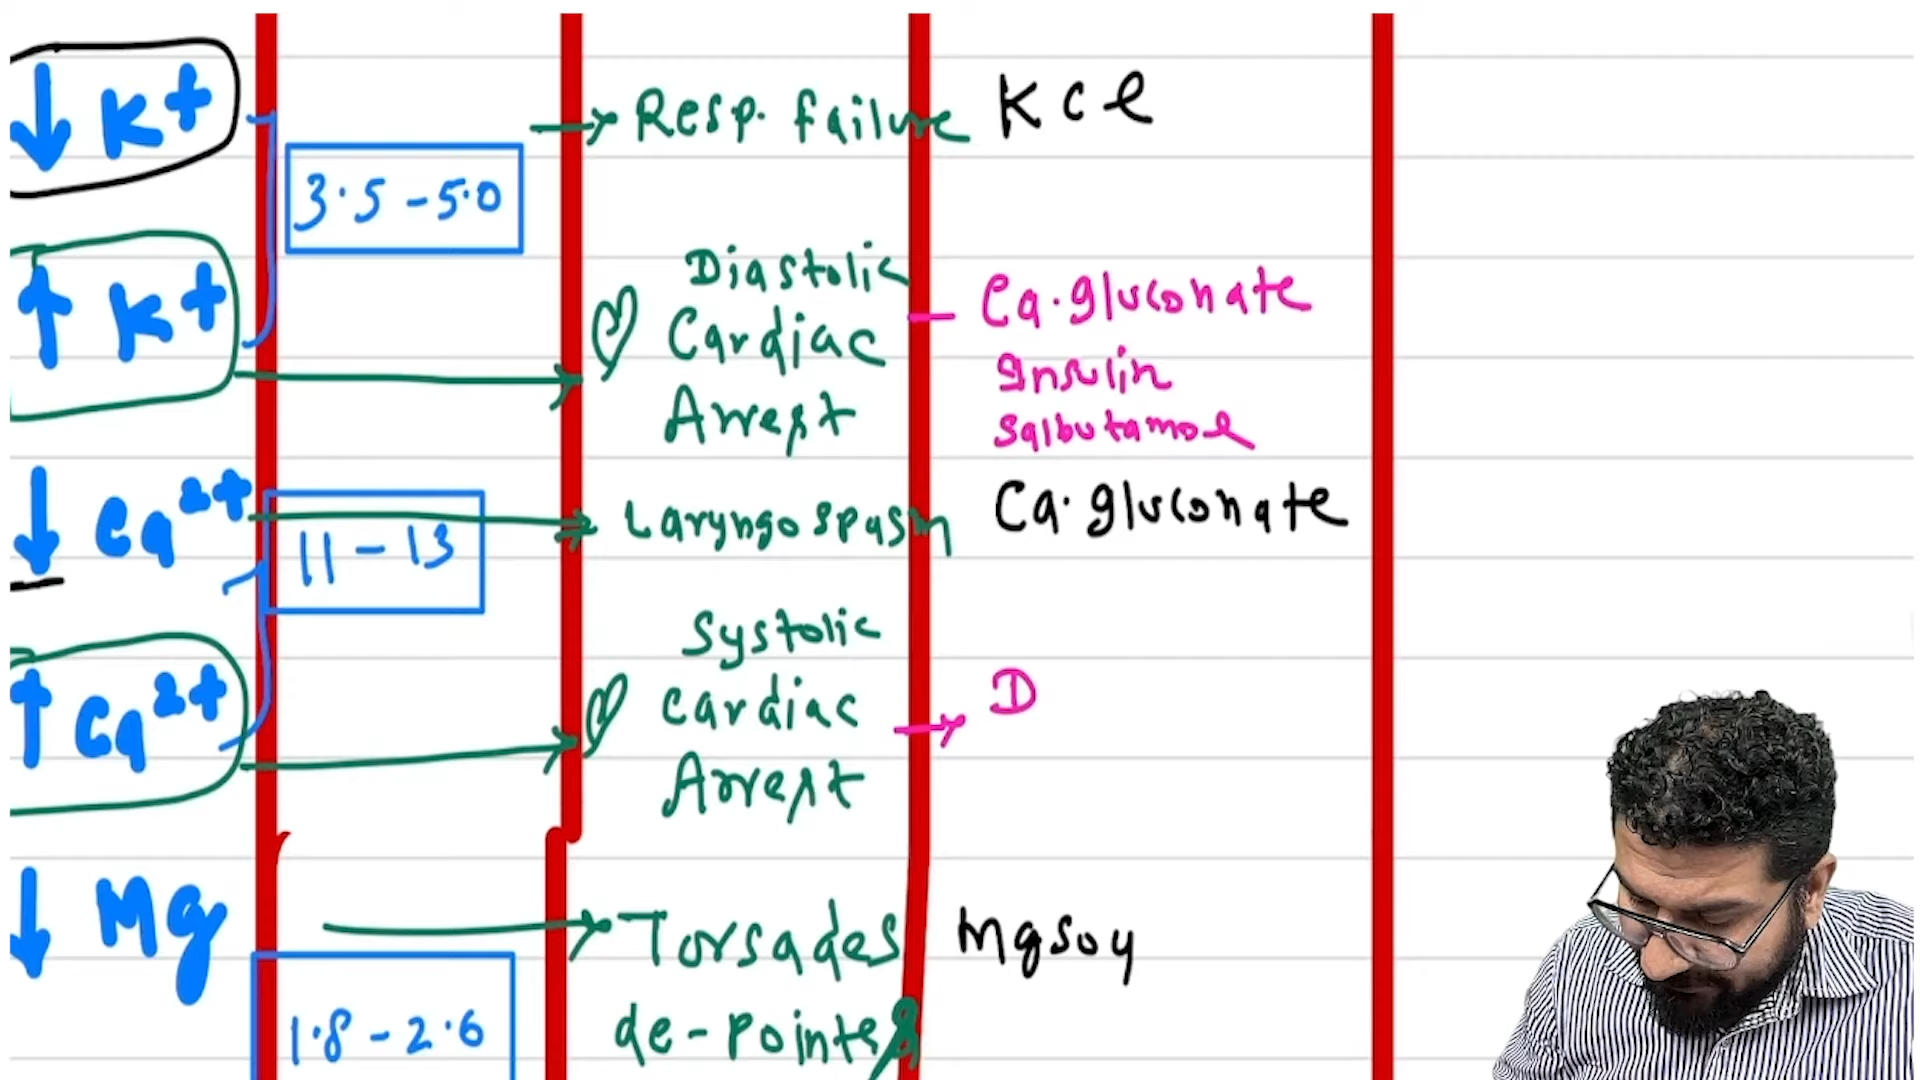 ↓ K+
3.5 - 5.0
→ Resp. failure
KCl
↑ K+
Diastolic
Cardiac
Arrest
Ca. gluconate
Insulin
Salbutamol
↓ Ca2+
11 - 13
Laryngospasm
Ca. gluconate
↑ Ca2+
Systolic
Cardiac
Arrest
→ D
↓ Mg
1.8 - 2.6
→ Torsades
de-pointes
MgSO4